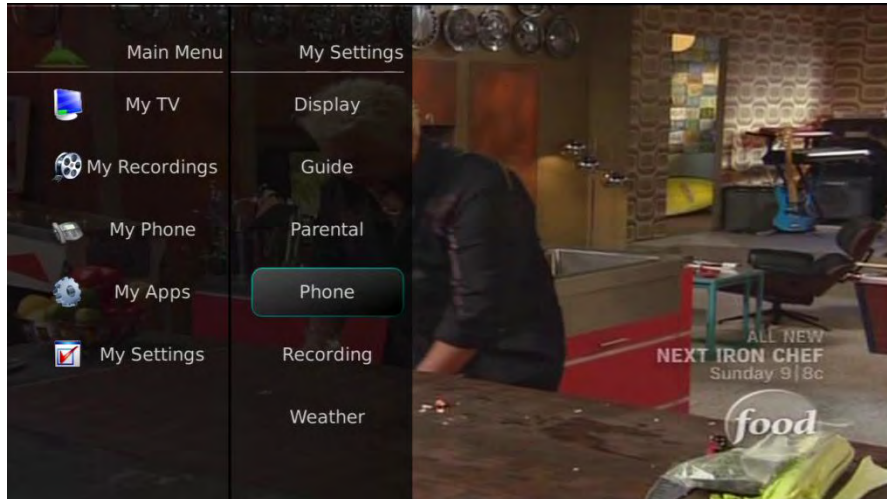 Main Menu
My TV
My Recordings
My Phone
My Apps
My Settings
My Settings
Display
Guide
Parental
Phone
Recording
Weather
ALL NEW
NEXT IRON CHEF
Sunday 9|8c
food